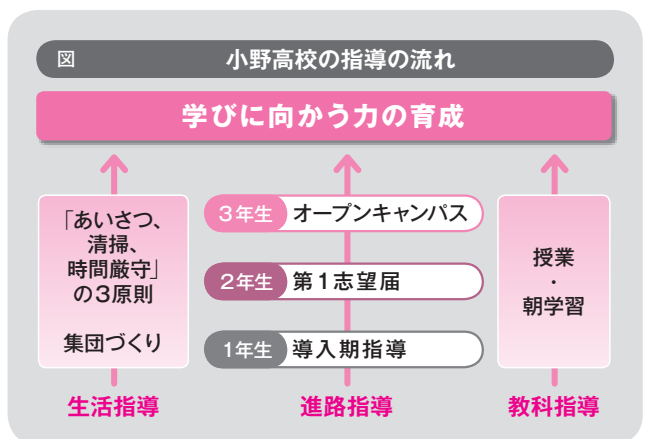 図 小野高校の指導の流れ
学びに向かう力の育成
「あいさつ、
清掃、
時間厳守」
の3原則
集団づくり
生活指導
3年生 オープンキャンパス
2年生 第1志望届
1年生 導入期指導
進路指導
授業
・
朝学習
教科指導